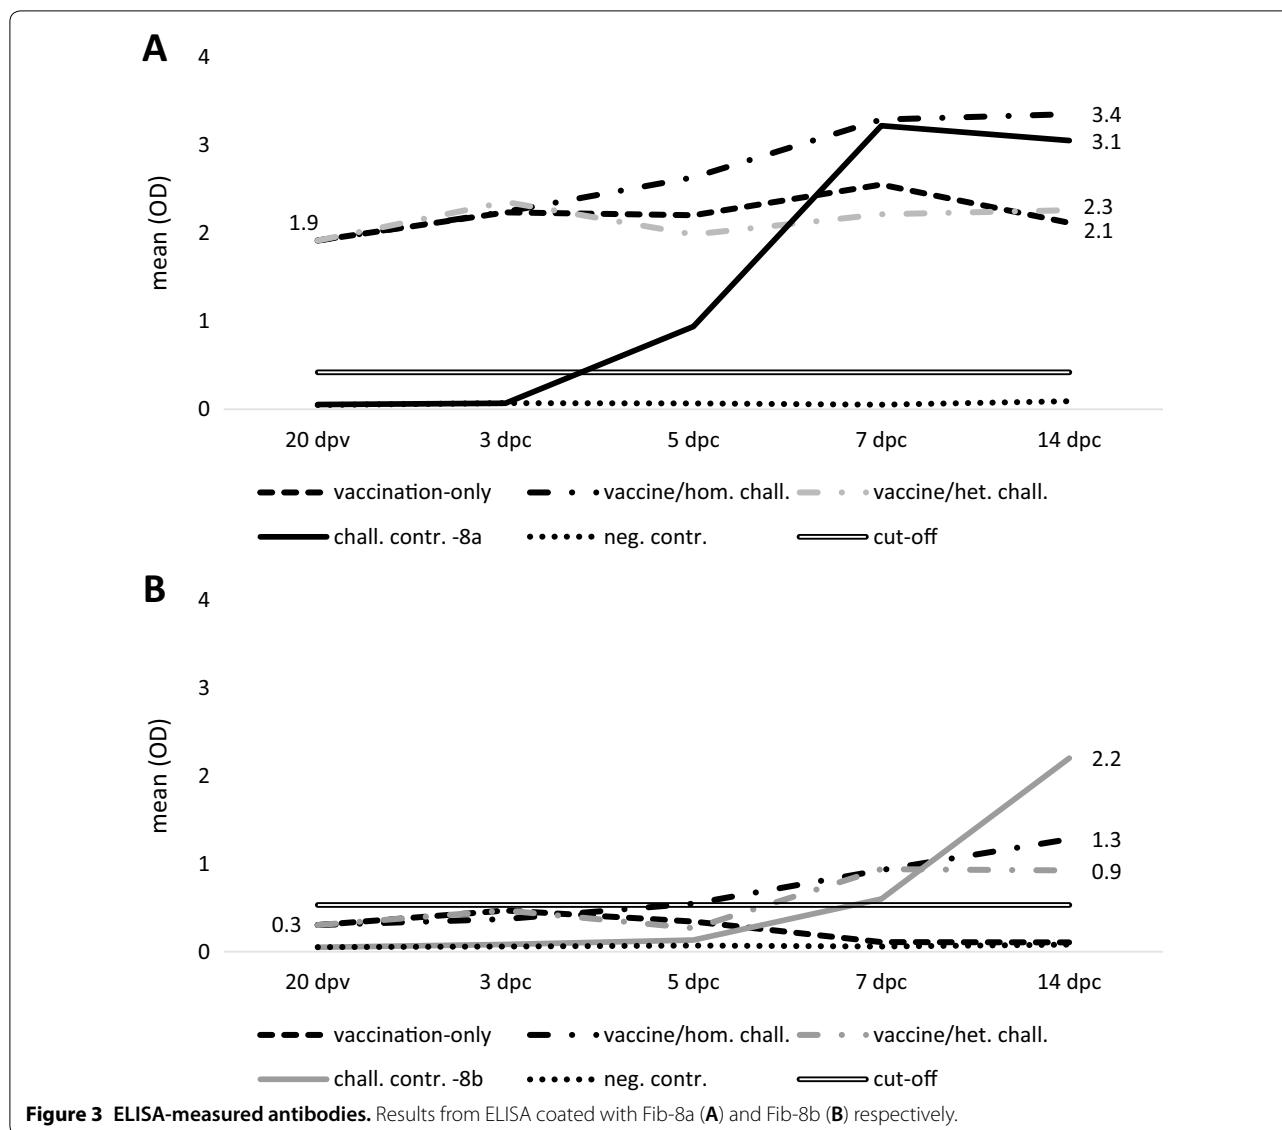 A
4
3
2
1
0
mean (OD)
1.9
3.4
3.1
2.3
2.1
20 dpv 3 dpc 5 dpc 7 dpc 14 dpc
vaccination-only vaccine/hom. chall. vaccine/het. chall.
chall. contr. -8a neg. contr. cut-off
B
4
3
2
1
0
mean (OD)
0.3
2.2
1.3
0.9
20 dpv 3 dpc 5 dpc 7 dpc 14 dpc
vaccination-only vaccine/hom. chall. vaccine/het. chall.
chall. contr. -8b neg. contr. cut-off
Figure 3 ELISA-measured antibodies. Results from ELISA coated with Fib-8a (A) and Fib-8b (B) respectively.